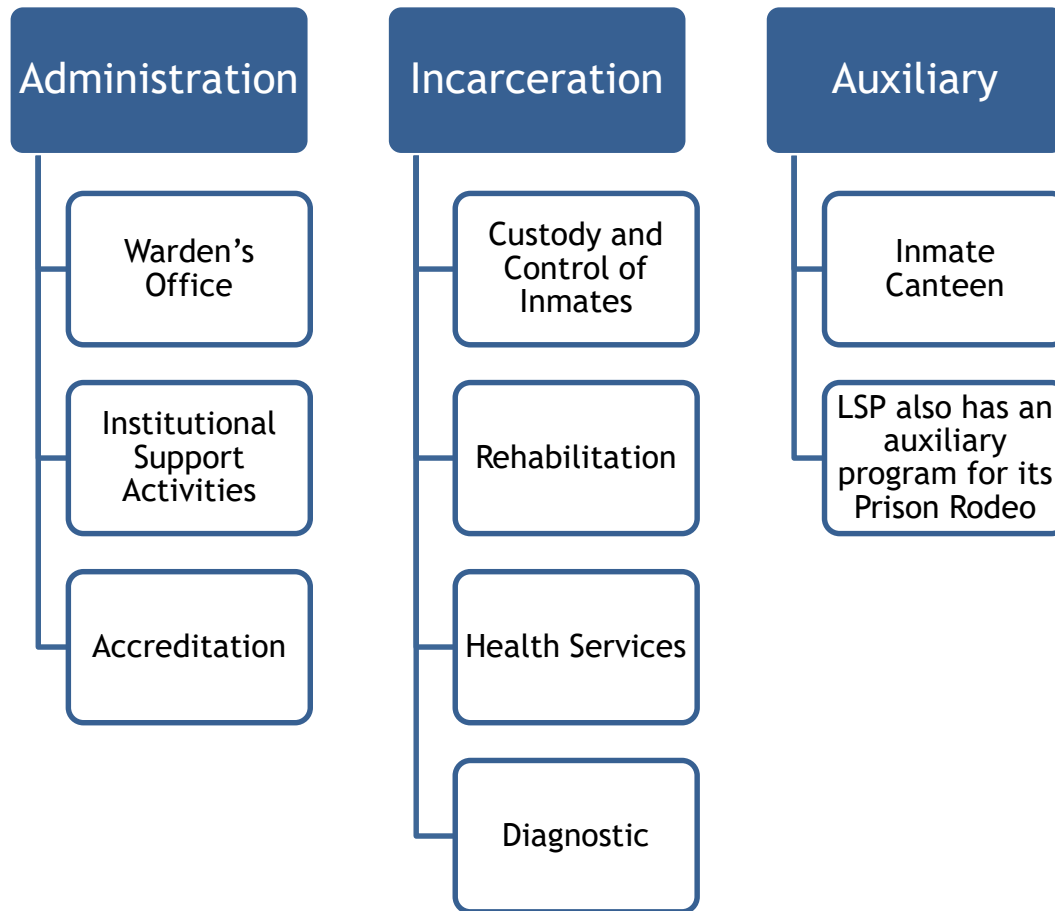 Administration
Warden’s
Office
Institutional
Support
Activities
Accreditation
Incarceration
Custody and
Control of
Inmates
Rehabilitation
Health Services
Diagnostic
Auxiliary
Inmate
Canteen
LSP also has an
auxiliary
program for its
Prison Rodeo